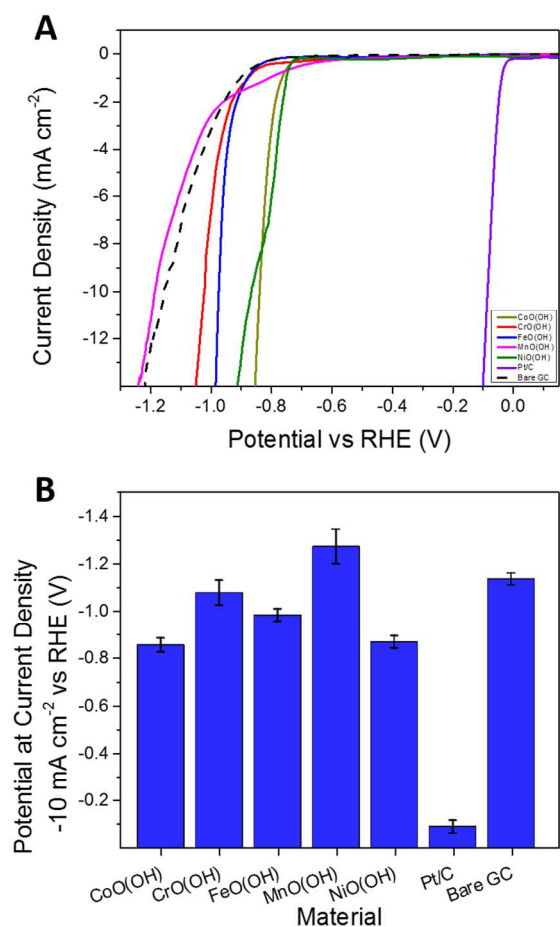 A
0
-2
-4
-6
-8
-10
-12
Current Density (mA cm-2)
CoO(OH)
CrO(OH)
FeO(OH)
MnO(OH)
NiO(OH)
Pt/C
Bare GC
-1.2 -1.0 -0.8 -0.6 -0.4 -0.2 0.0
Potential vs RHE (V)
B
-1.4
-1.2
-1.0
-0.8
-0.6
-0.4
-0.2
Potential at Current Density
-10 mA cm-2 vs RHE (V)
CoO(OH) CrO(OH) FeO(OH) MnO(OH) NiO(OH) Pt/C Bare GC
Material